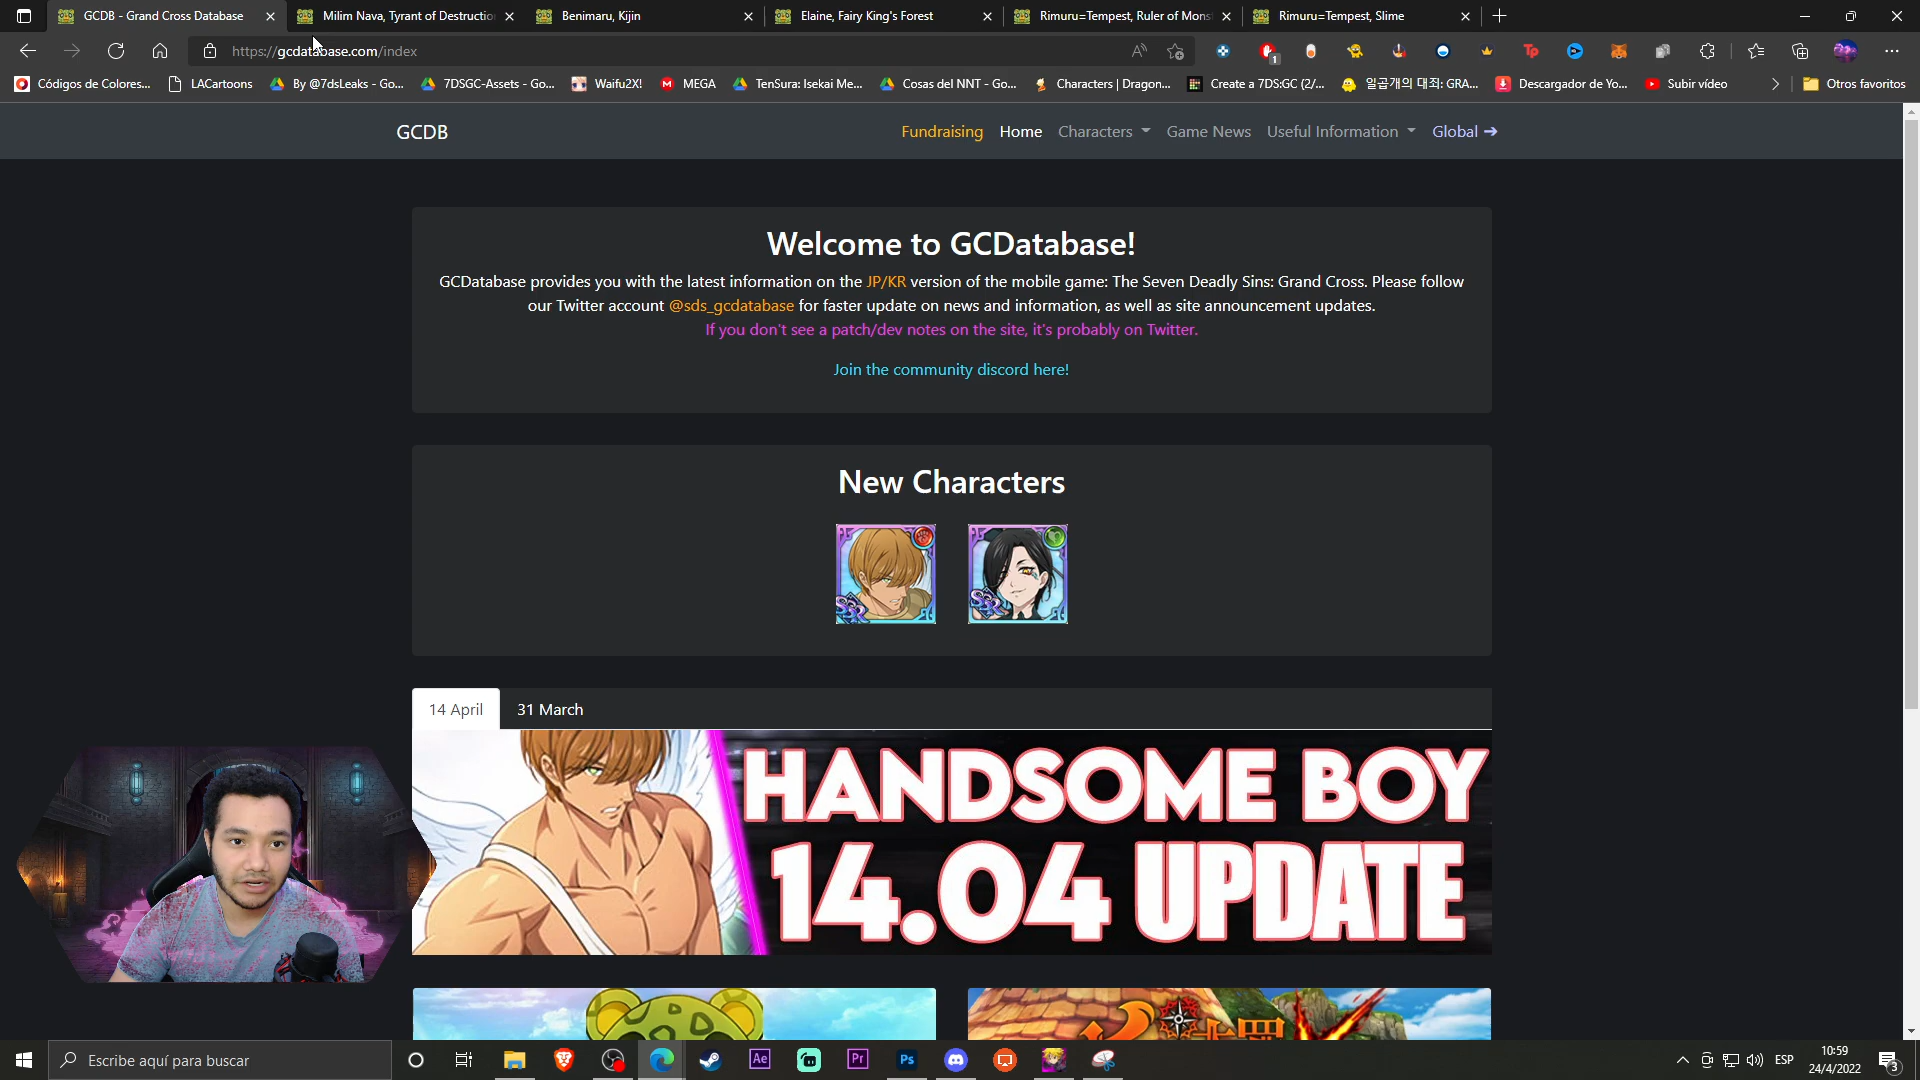 GCDB - Grand Cross Database
Milim Nava, Tyrant of Destruction
Benimaru, Kijin
Elaine, Fairy King's Forest
Rimuru=Tempest, Ruler of Mons
Rimuru=Tempest, Slime
https://gcdatabase.com/index
1
Códigos de Colores...
LACartoons
By @7dsLeaks - Go...
7DSGC-Assets - Go...
Waifu2X!
MEGA
TenSura: Isekai Me...
Cosas del NNT - Go...
Characters | Dragon...
Create a 7DS:GC (2/...
일곱개의 대죄: GRA...
Descargador de Yo...
Subir vídeo
Otros favoritos
GCDB
Fundraising
Home
Characters
Game News
Useful Information
Global ➔
Welcome to GCDatabase!
GCDatabase provides you with the latest information on the JP/KR version of the mobile game: The Seven Deadly Sins: Grand Cross. Please follow
our Twitter account @sds_gcdatabase for faster update on news and information, as well as site announcement updates.
If you don't see a patch/dev notes on the site, it's probably on Twitter.
Join the community discord here!
New Characters
SSR
SSR
14 April
31 March
HANDSOME BOY
14.04 UPDATE
Escribe aquí para buscar
Ae
Pr
Ps
ESP
10:59
24/4/2022
3